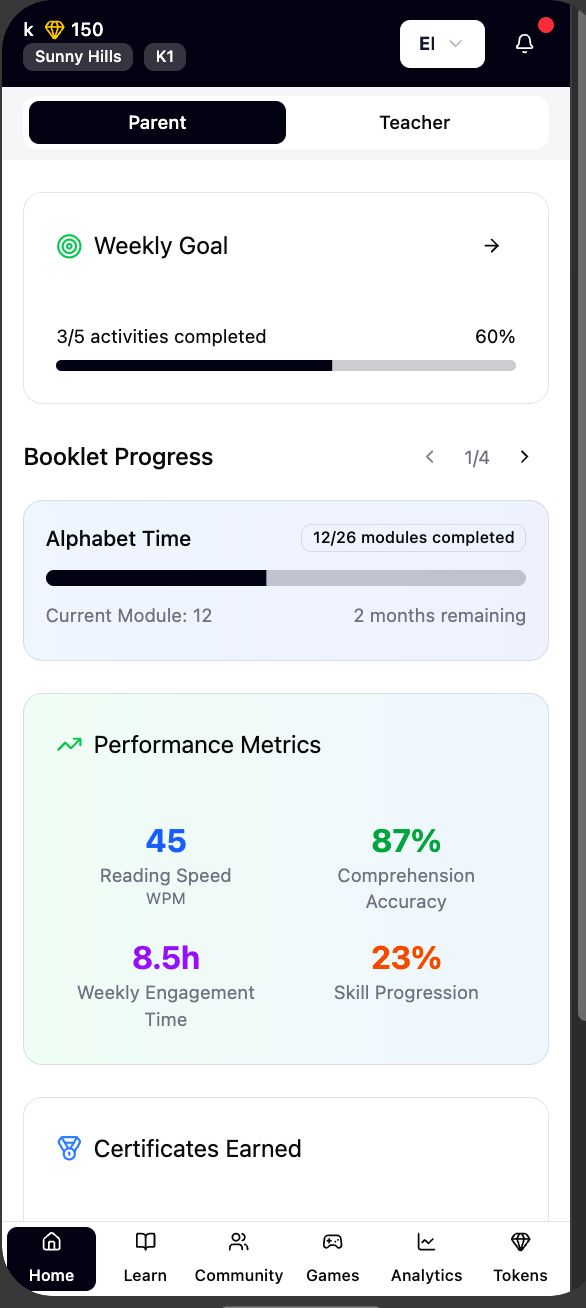 k 150
Sunny Hills K1
El
Parent Teacher
Weekly Goal
3/5 activities completed 60%
Booklet Progress 1/4
Alphabet Time 12/26 modules completed
Current Module: 12 2 months remaining
Performance Metrics
45
Reading Speed
WPM
87%
Comprehension
Accuracy
8.5h
Weekly Engagement
Time
23%
Skill Progression
Certificates Earned
Home Learn Community Games Analytics Tokens